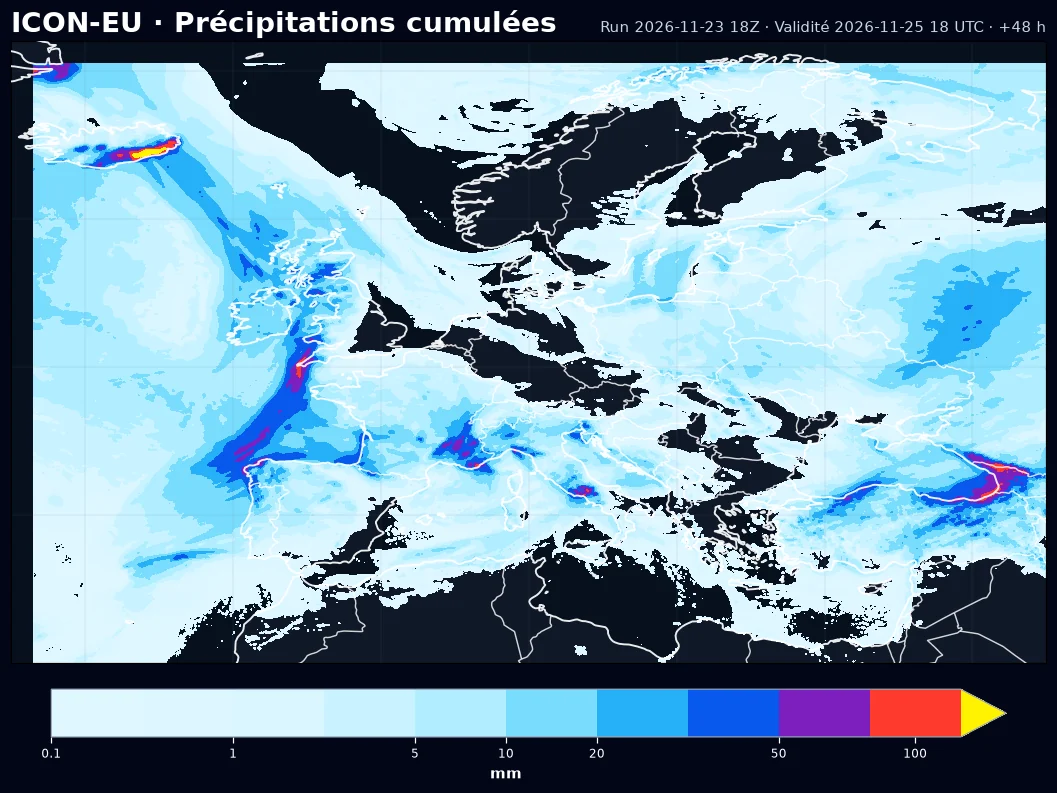 ICON-EU · Précipitations cumulées
Run 2026-11-23 18Z · Validité 2026-11-25 18 UTC · +48 h
0.1 1 5 10 20 50 100
mm